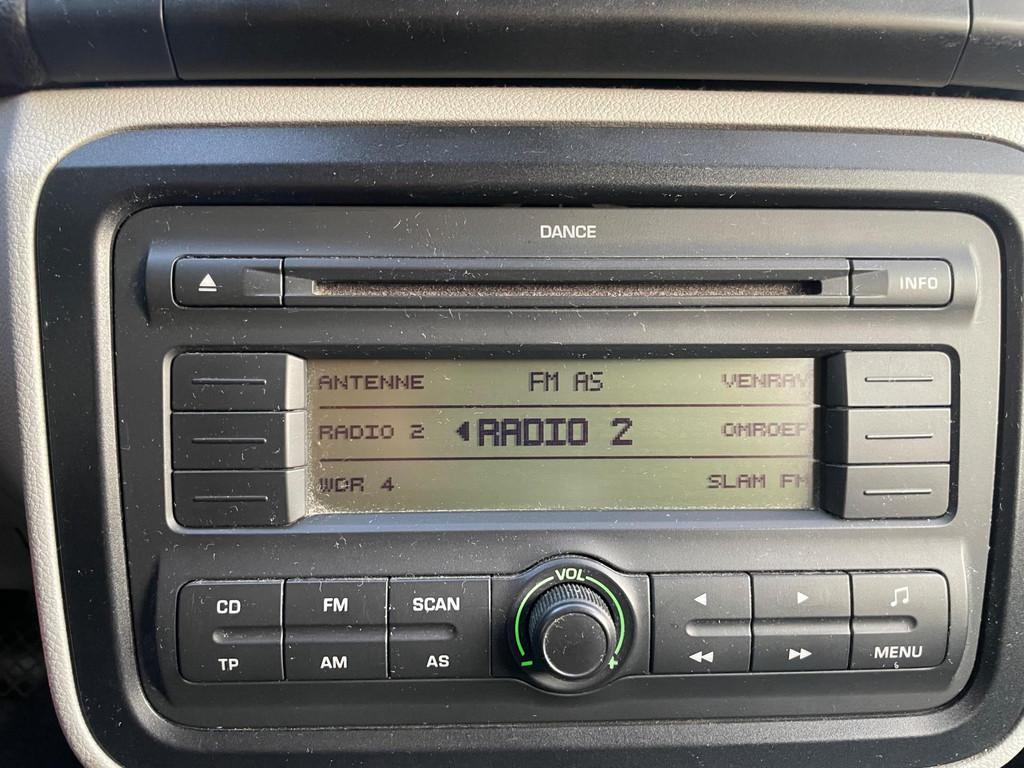 DANCE
INFO
ANTENNE FM AS VENRAY
RADIO 2 RADIO 2 OMROEP
WDR 4 SLAM FM
CD FM SCAN VOL
TP AM AS - + MENU